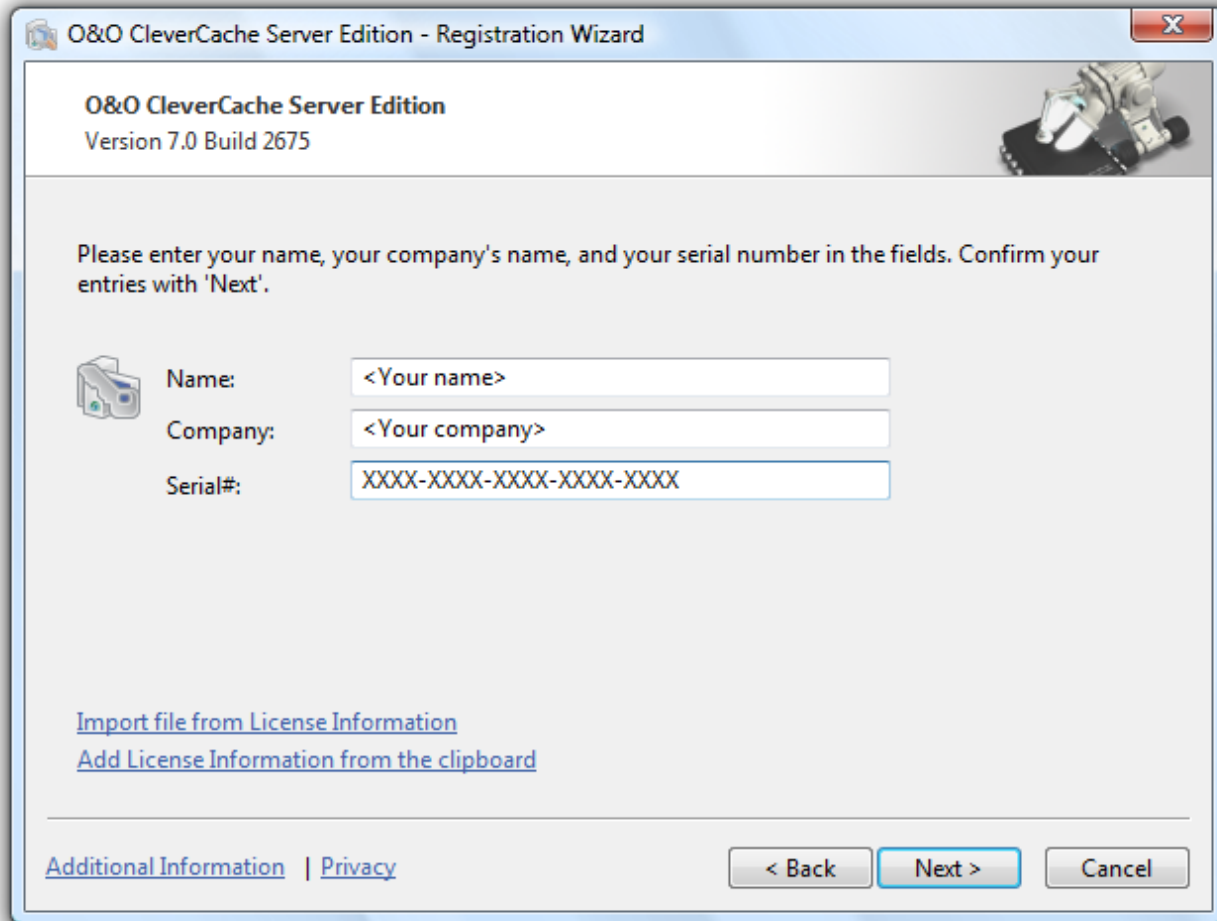 O&O CleverCache Server Edition - Registration Wizard
O&O CleverCache Server Edition
Version 7.0 Build 2675
Please enter your name, your company's name, and your serial number in the fields. Confirm your
entries with 'Next'.
Name: <Your name>
Company: <Your company>
Serial#: XXXX-XXXX-XXXX-XXXX-XXXX
Import file from License Information
Add License Information from the clipboard
Additional Information | Privacy < Back Next > Cancel